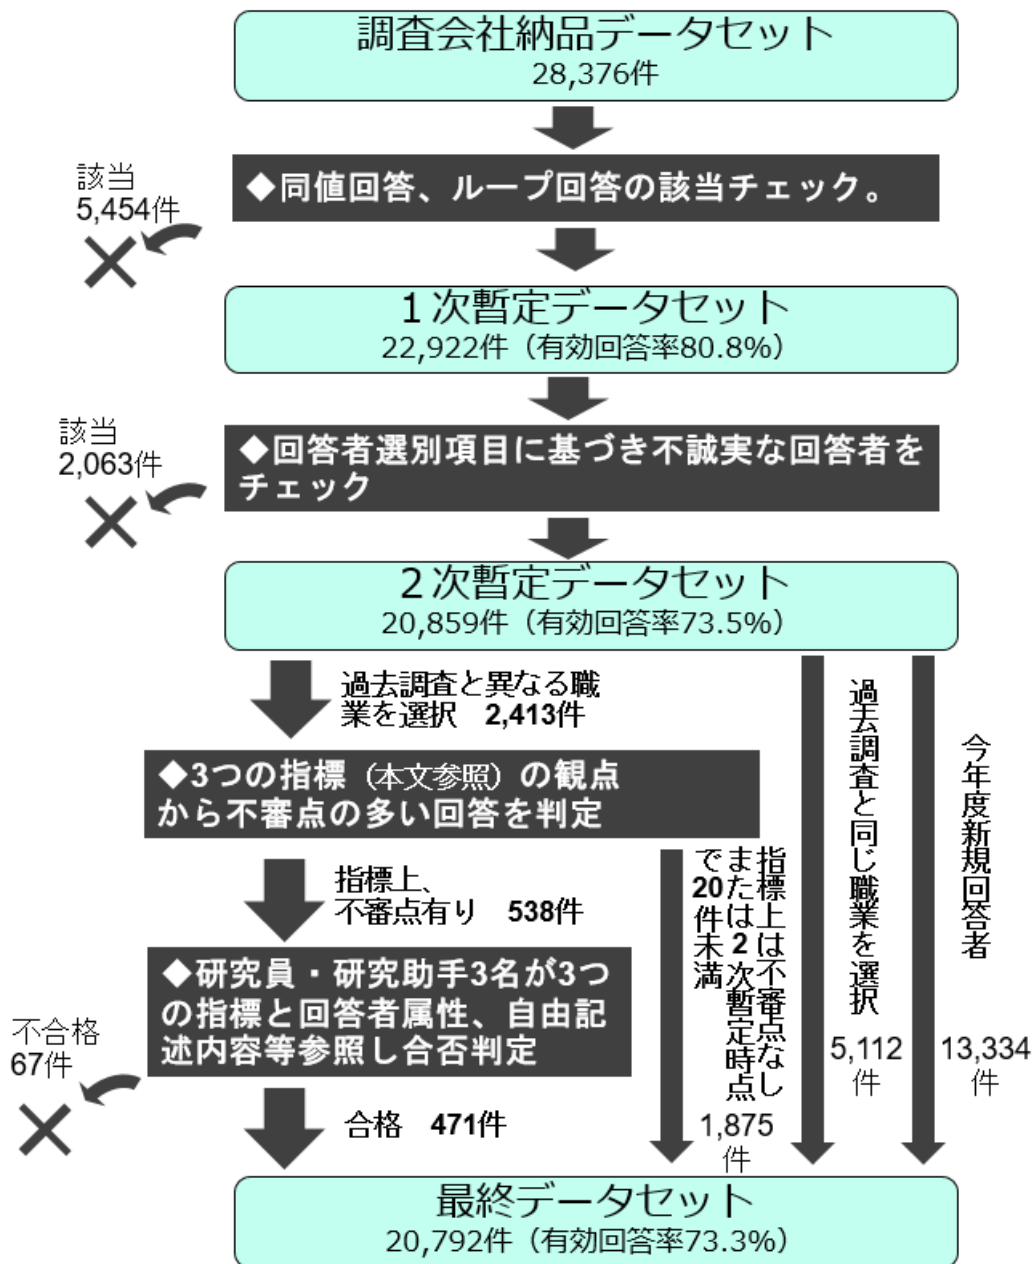 調査会社納品データセット
28,376件
該当
5,454件
◆同値回答、ループ回答の該当チェック。
１次暫定データセット
22,922件（有効回答率80.8%）
該当
2,063件
◆回答者選別項目に基づき不誠実な回答者を
チェック
２次暫定データセット
20,859件（有効回答率73.5%）
過去調査と異なる職
業を選択　2,413件
◆3つの指標（本文参照）の観点
から不審点の多い回答を判定
指標上、
不審点有り　538件
◆研究員・研究助手3名が3つ
の指標と回答者属性、自由記
述内容等参照し合否判定
不合格
67件
合格　471件
指標上は不審点なし
または２次暫定時点
で20件未満
1,875
件
過去調査と同じ職業を選択
5,112
件
今年度新規回答者
13,334
件
最終データセット
20,792件（有効回答率73.3%）